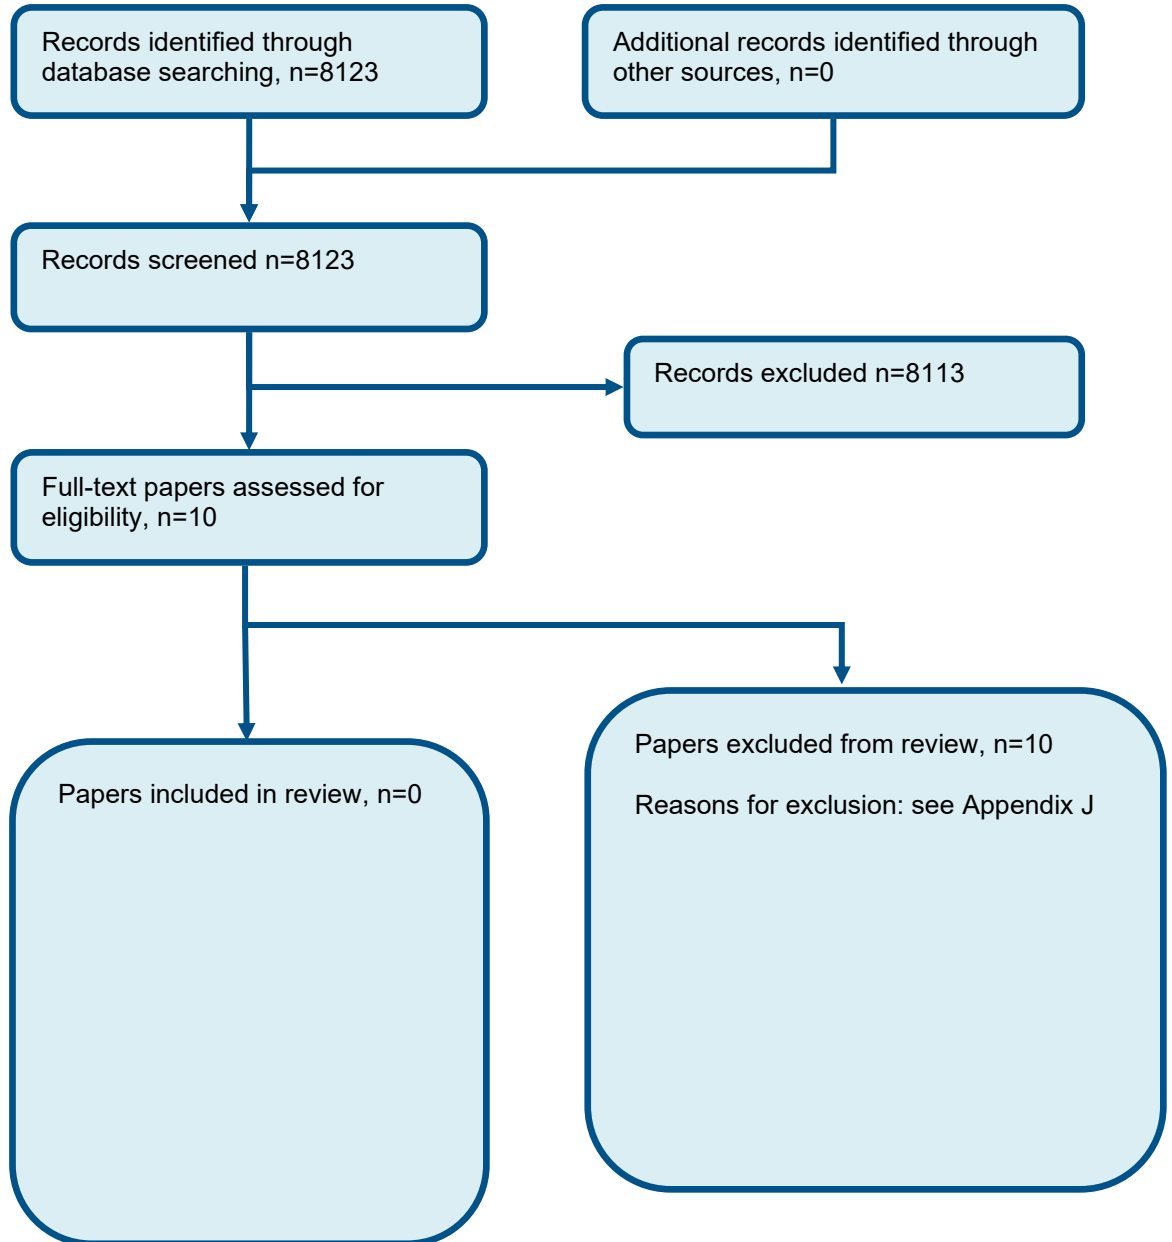 Records identified through
database searching, n=8123
Additional records identified through
other sources, n=0
Records screened n=8123
Records excluded n=8113
Full-text papers assessed for
eligibility, n=10
Papers included in review, n=0
Papers excluded from review, n=10
Reasons for exclusion: see Appendix J